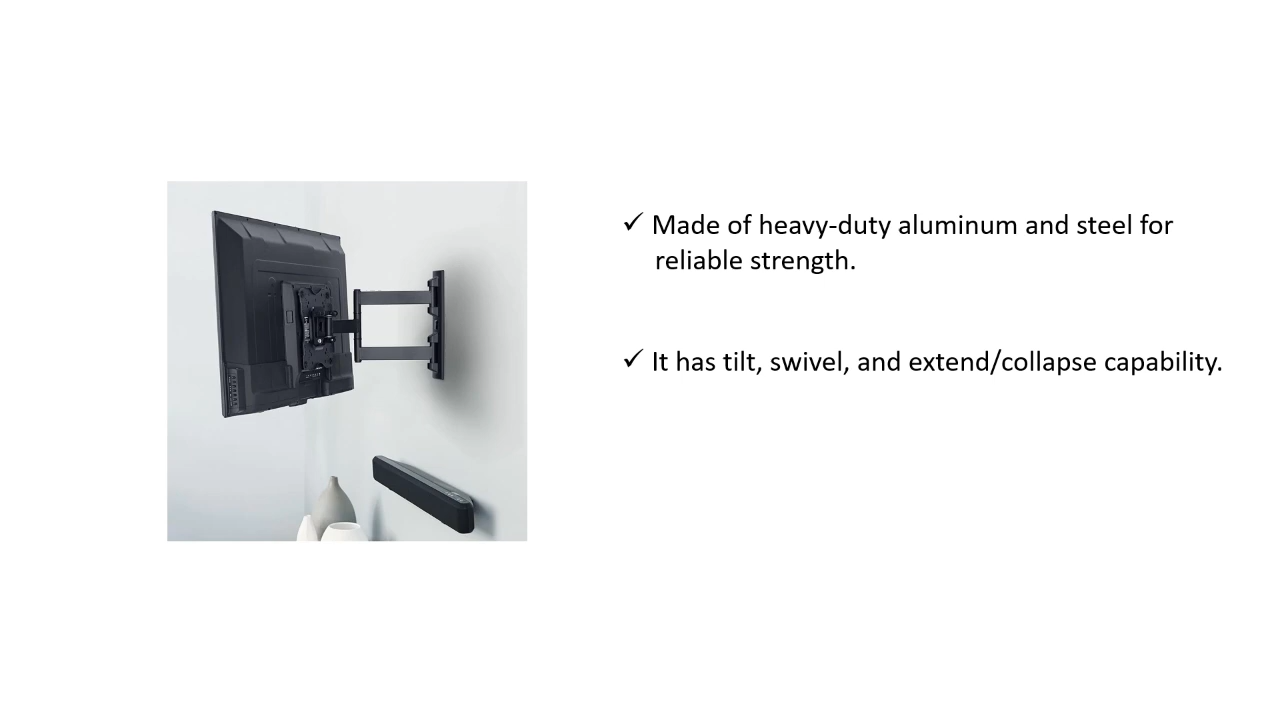 ✓ Made of heavy-duty aluminum and steel for
reliable strength.
✓ It has tilt, swivel, and extend/collapse capability.